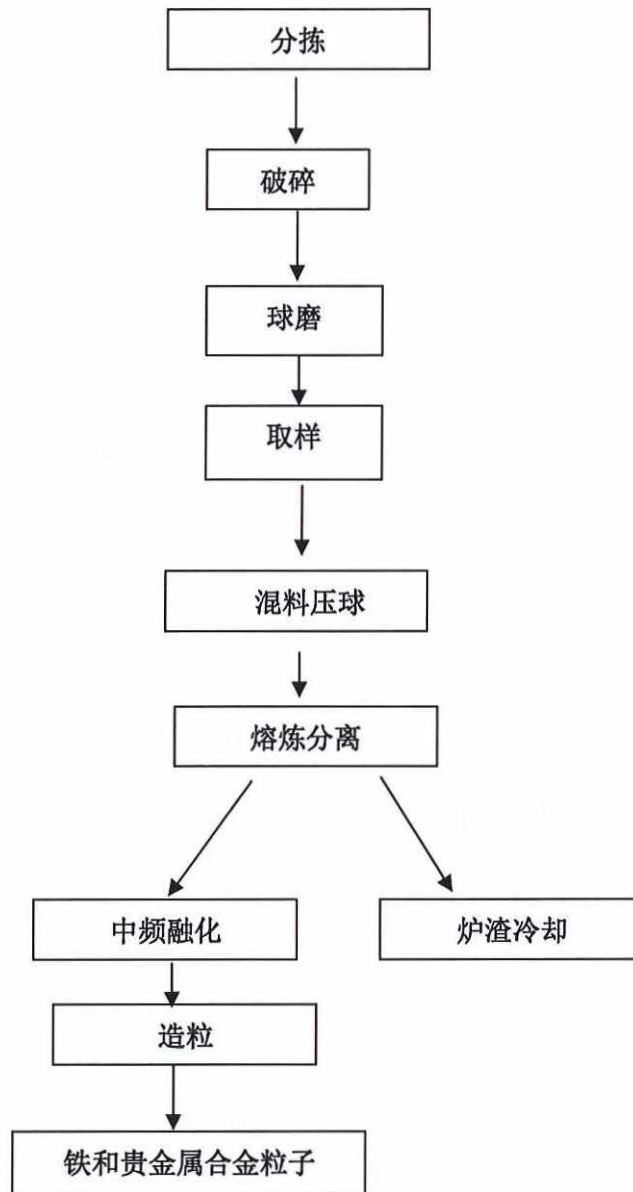 分拣
破碎
球磨
取样
混料压球
熔炼分离
中频融化
炉渣冷却
造粒
铁和贵金属合金粒子